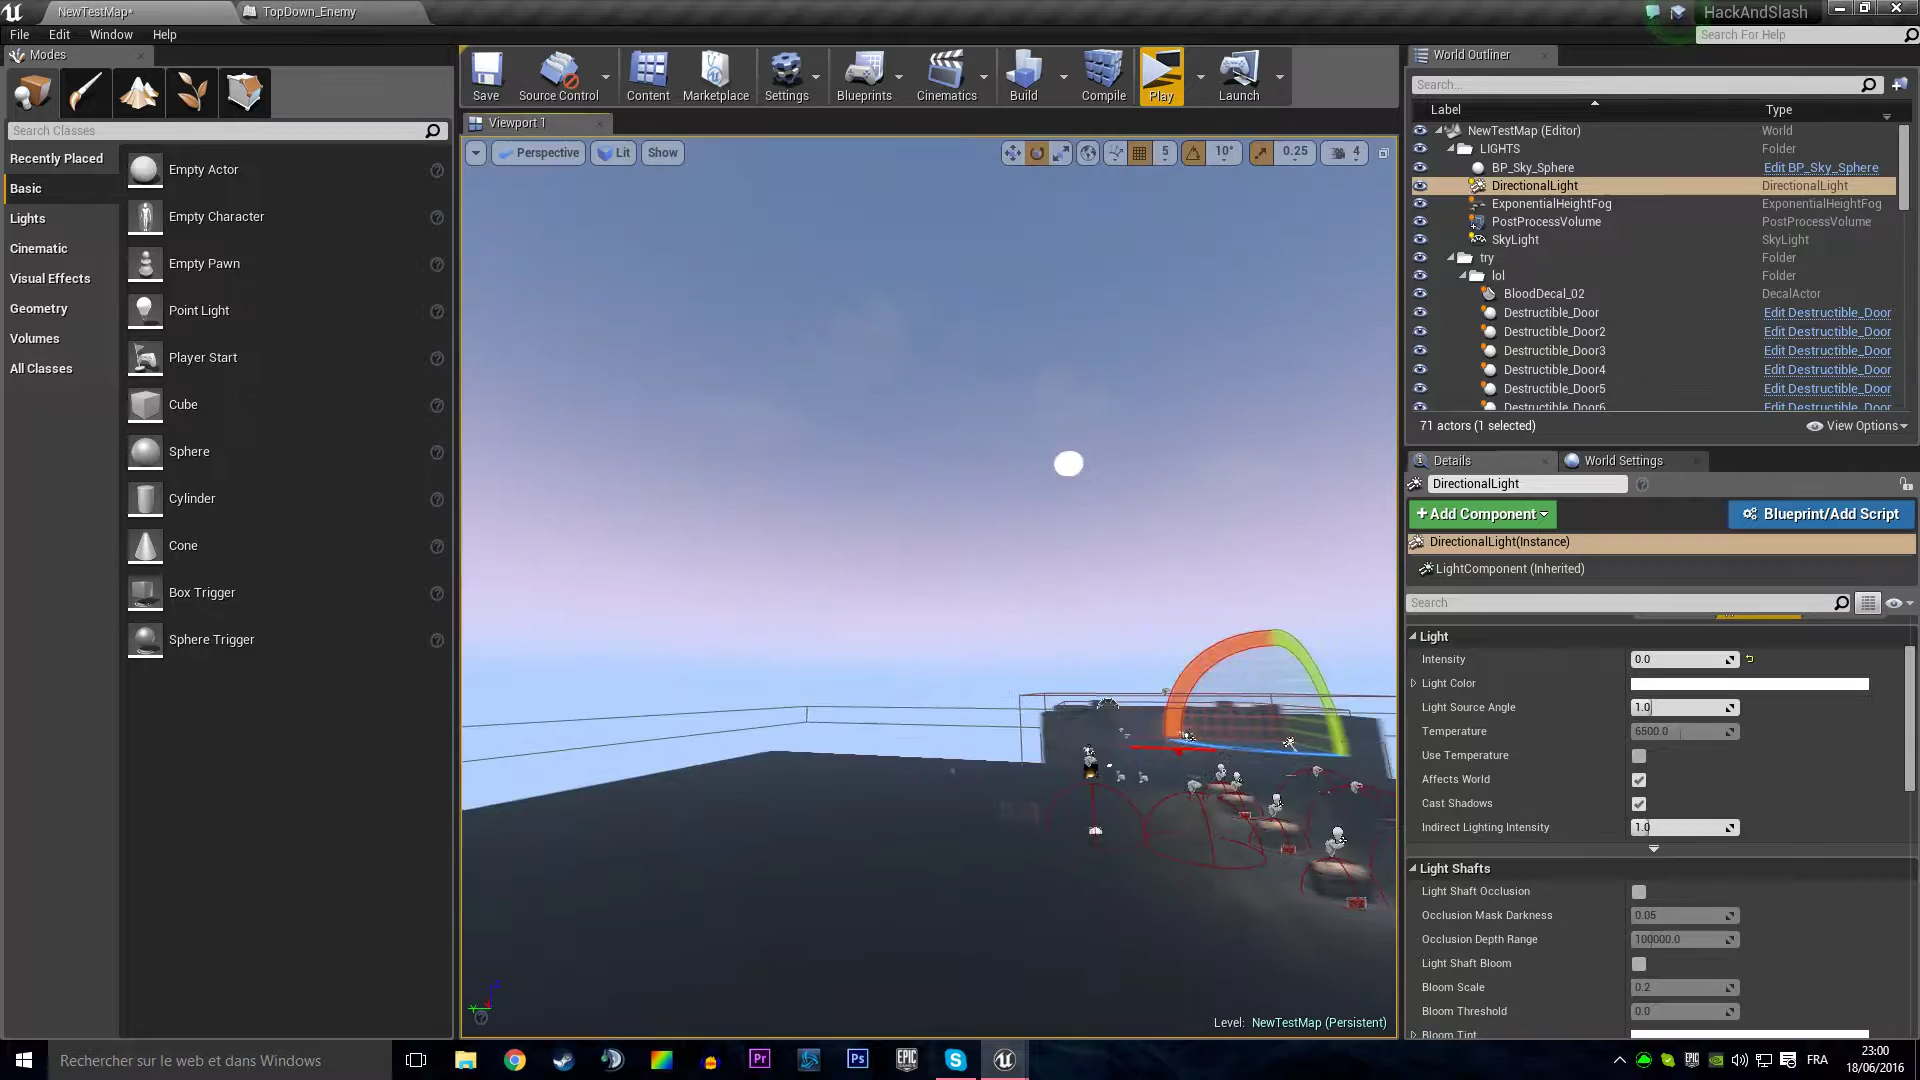 NewTestMap*
TopDown_Enemy
HackAndSlash
File Edit Window Help
Search For Help
Modes
Save
Source Control
Content
Marketplace
Settings
Blueprints
Cinematics
Build
Compile
Play
Launch
Search Classes
Recently Placed
Basic
Lights
Cinematic
Visual Effects
Geometry
Volumes
All Classes
Empty Actor
Empty Character
Empty Pawn
Point Light
Player Start
Cube
Sphere
Cylinder
Cone
Box Trigger
Sphere Trigger
Viewport 1
Perspective Lit Show
5 10° 0.25 4
Level: NewTestMap (Persistent)
World Outliner
Search...
Label Type
NewTestMap (Editor) World
LIGHTS Folder
BP_Sky_Sphere Edit BP_Sky_Sphere
DirectionalLight DirectionalLight
ExponentialHeightFog ExponentialHeightFog
PostProcessVolume PostProcessVolume
SkyLight SkyLight
try Folder
lol Folder
BloodDecal_02 DecalActor
Destructible_Door Edit Destructible_Door
Destructible_Door2 Edit Destructible_Door
Destructible_Door3 Edit Destructible_Door
Destructible_Door4 Edit Destructible_Door
Destructible_Door5 Edit Destructible_Door
Destructible_Door6 Edit Destructible_Door
71 actors (1 selected) View Options
Details World Settings
DirectionalLight
+Add Component Blueprint/Add Script
DirectionalLight(Instance)
LightComponent (Inherited)
Search
Light
Intensity 0.0
Light Color
Light Source Angle 1.0
Temperature 6500.0
Use Temperature
Affects World
Cast Shadows
Indirect Lighting Intensity 1.0
Light Shafts
Light Shaft Occlusion
Occlusion Mask Darkness 0.05
Occlusion Depth Range 100000.0
Light Shaft Bloom
Bloom Scale 0.2
Bloom Threshold 0.0
Bloom Tint
Rechercher sur le web et dans Windows
Pr
Ps
EPIC GAMES
FRA
23:00
18/06/2016